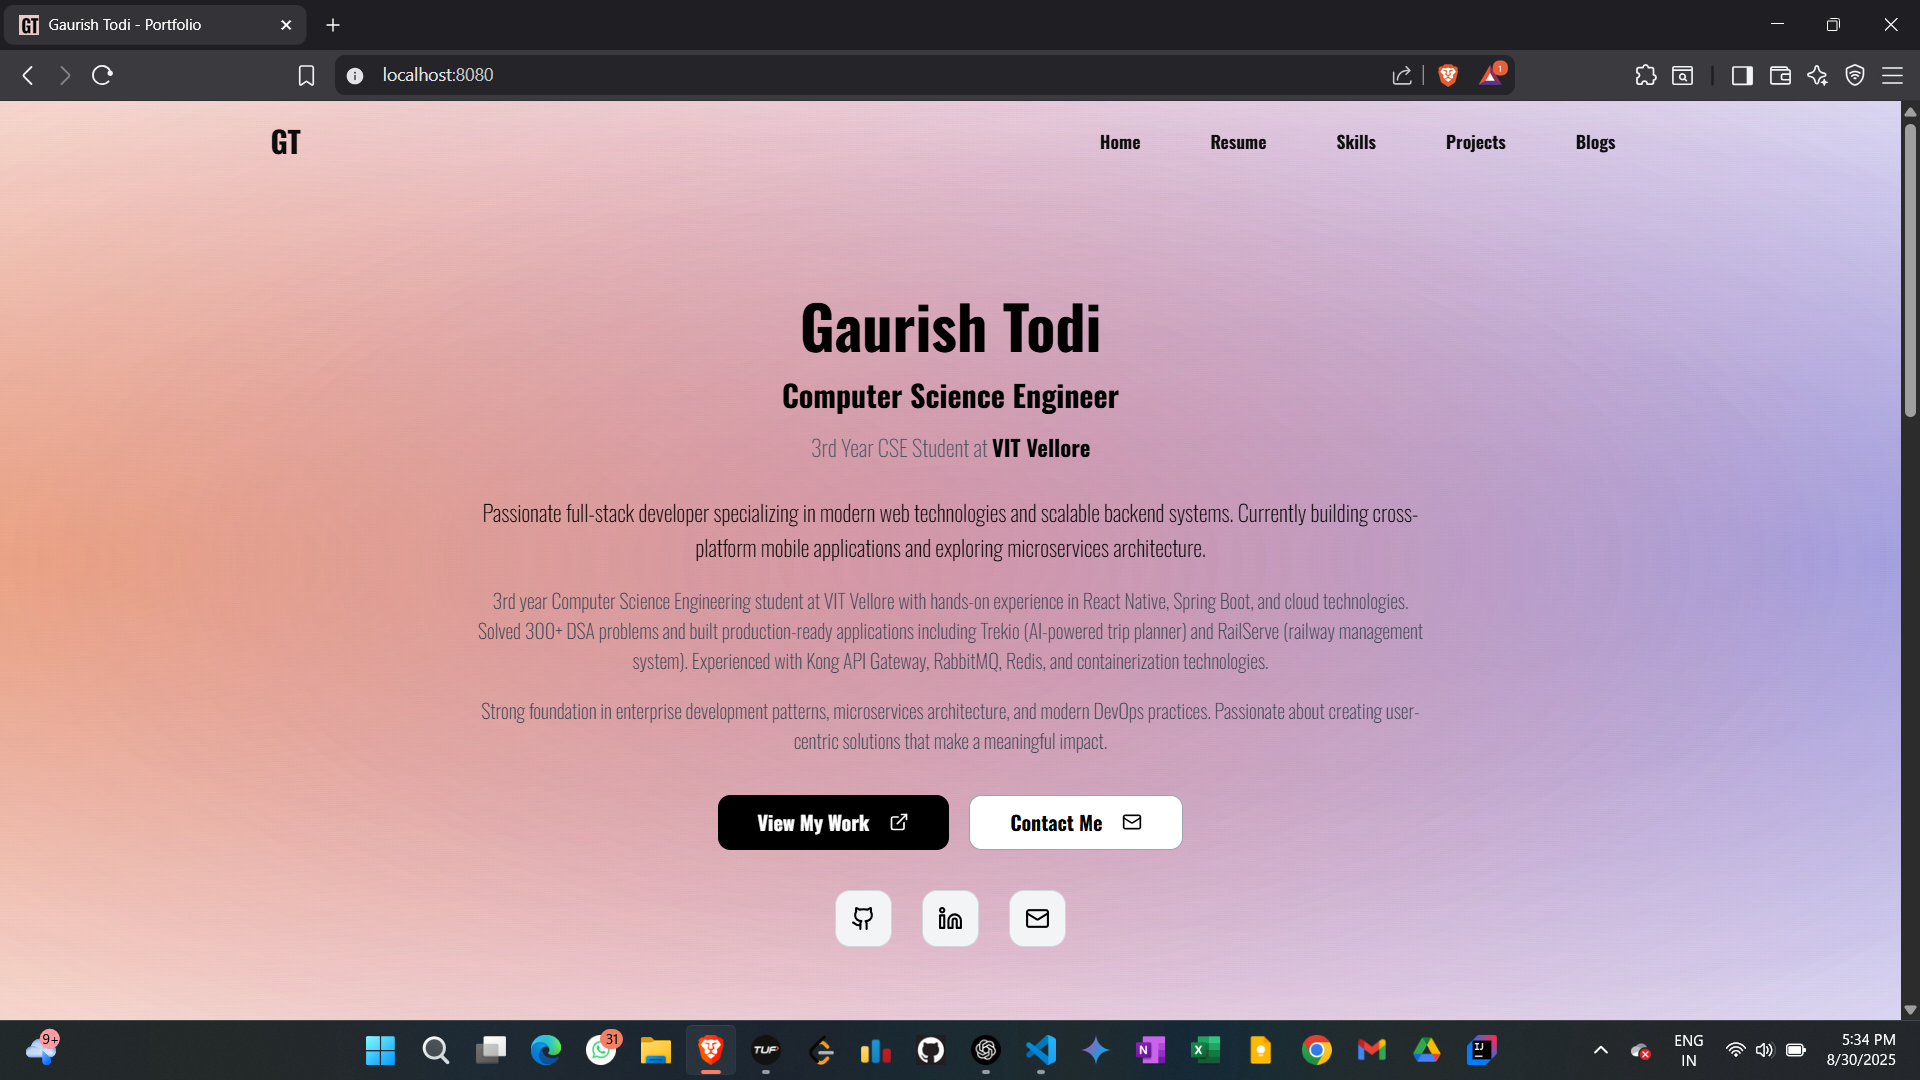 GT Gaurish Todi - Portfolio
localhost:8080
1
GT
Home Resume Skills Projects Blogs
Gaurish Todi
Computer Science Engineer
3rd Year CSE Student at VIT Vellore
Passionate full-stack developer specializing in modern web technologies and scalable backend systems. Currently building cross-
platform mobile applications and exploring microservices architecture.
3rd year Computer Science Engineering student at VIT Vellore with hands-on experience in React Native, Spring Boot, and cloud technologies.
Solved 300+ DSA problems and built production-ready applications including Trekio (AI-powered trip planner) and RailServe (railway management
system). Experienced with Kong API Gateway, RabbitMQ, Redis, and containerization technologies.
Strong foundation in enterprise development patterns, microservices architecture, and modern DevOps practices. Passionate about creating user-
centric solutions that make a meaningful impact.
View My Work
Contact Me
in
9+
31
TUF
N
X
IJ
ENG
IN
5:34 PM
8/30/2025